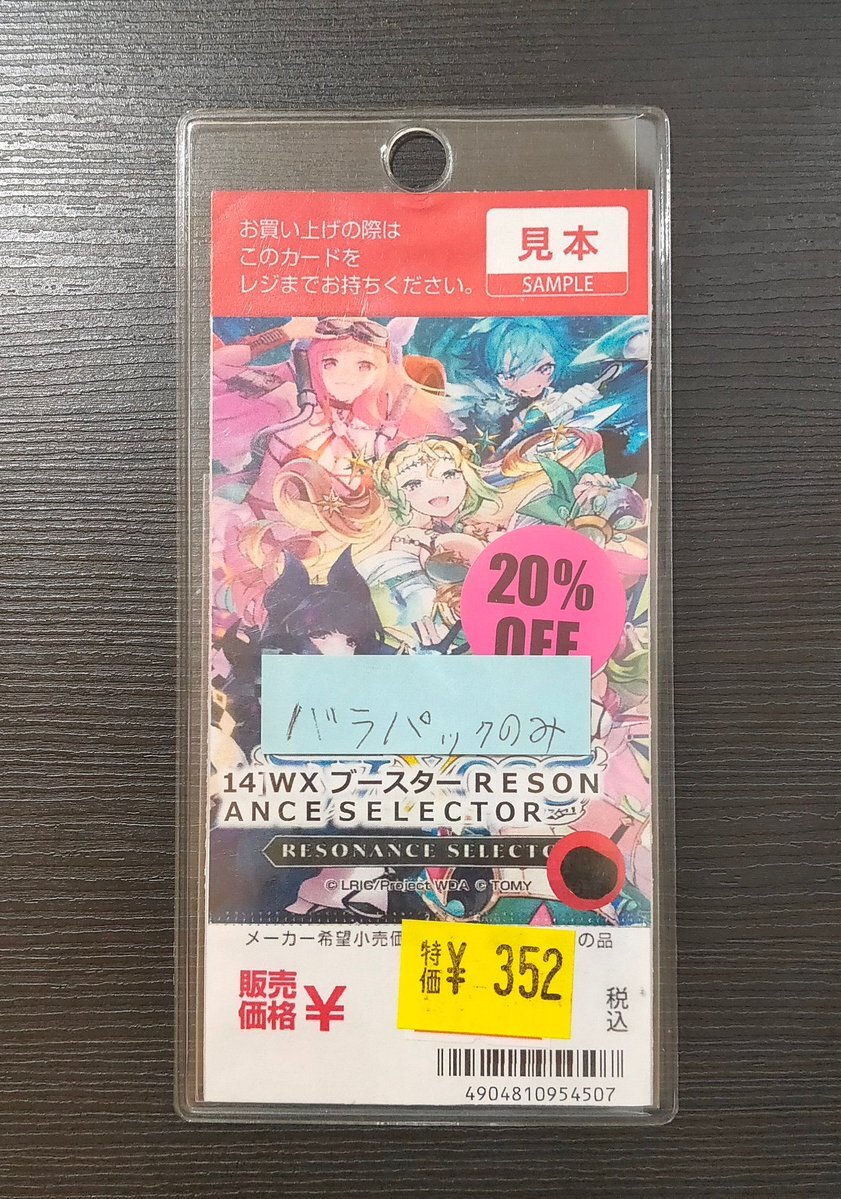 お買い上げの際は
このカードを
レジまでお持ちください。
見本
SAMPLE
20%
OFF
バラパックのみ
14]WX ブースター RESON
ANCE SELECTOR
RESONANCE SELECTO
© LRIG/Project WDA © TOMY
メーカー希望小売価
の品
特価 ¥ 352
販売
価格 ¥
税込
4904810954507